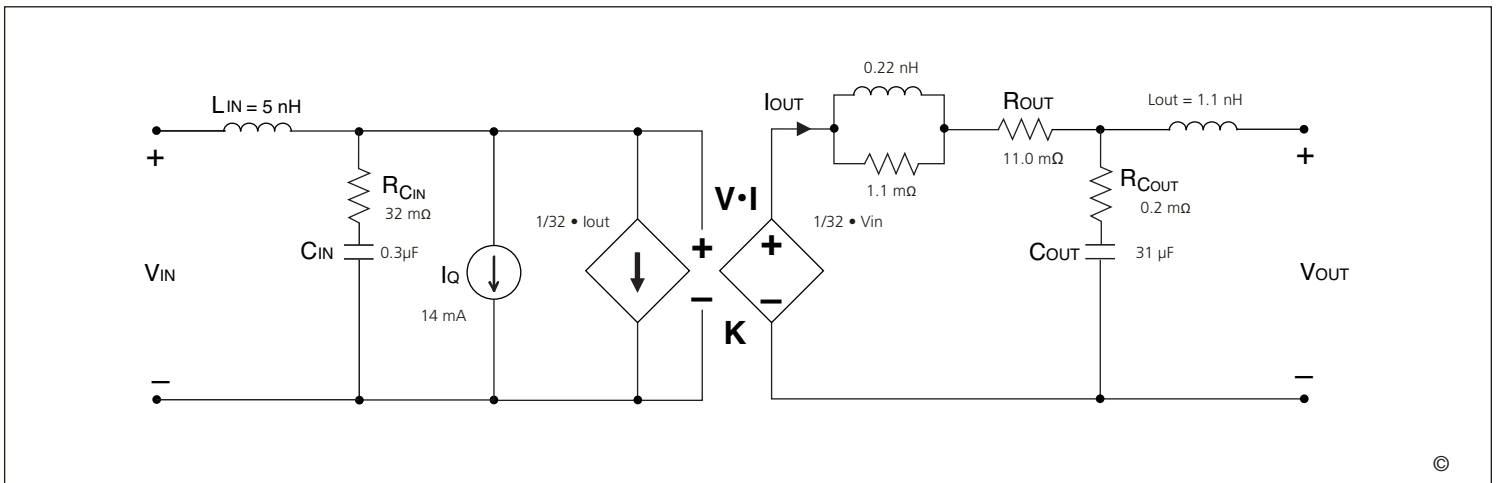 LIN = 5 nH
+
–
VIN
RCIN
32 mΩ
CIN
0.3µF
IQ
14 mA
1/32 • Iout
+
–
V•I
K
+
–
1/32 • Vin
IOUT
0.22 nH
1.1 mΩ
ROUT
11.0 mΩ
RCOUT
0.2 mΩ
COUT
31 µF
Lout = 1.1 nH
+
–
VOUT
©